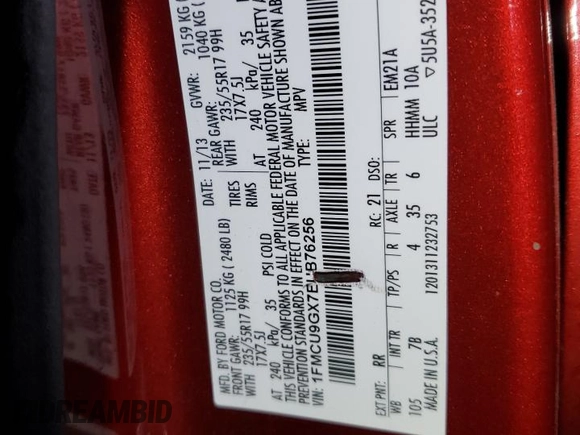 MFD. BY FORD MOTOR CO.
DATE: 11/13 GVWR: 2159 KG (
FRONT GAWR: 1125 KG ( 2480 LB) REAR GAWR: 1040 KG (
WITH 235/55R17 99H TIRES WITH 235/55R17 99H
17X7.5J RIMS 17X7.5J
AT 240 kPa/ 35 PSI COLD AT 240 kPa/ 35
THIS VEHICLE CONFORMS TO ALL APPLICABLE FEDERAL MOTOR VEHICLE SAFETY AND
PREVENTION STANDARDS IN EFFECT ON THE DATE OF MANUFACTURE SHOWN ABOVE
VIN: 1FMCU9GX7E B76256 TYPE: MPV
EXT PNT: RR RC: 21 DSO:
WB INT TR TP/PS R AXLE TR SPR EM21A
105 7B 4 35 6 HHMM 10A
MADE IN U.S.A. 1201311232753 ULC ▽5U5A-352
DREAMBID